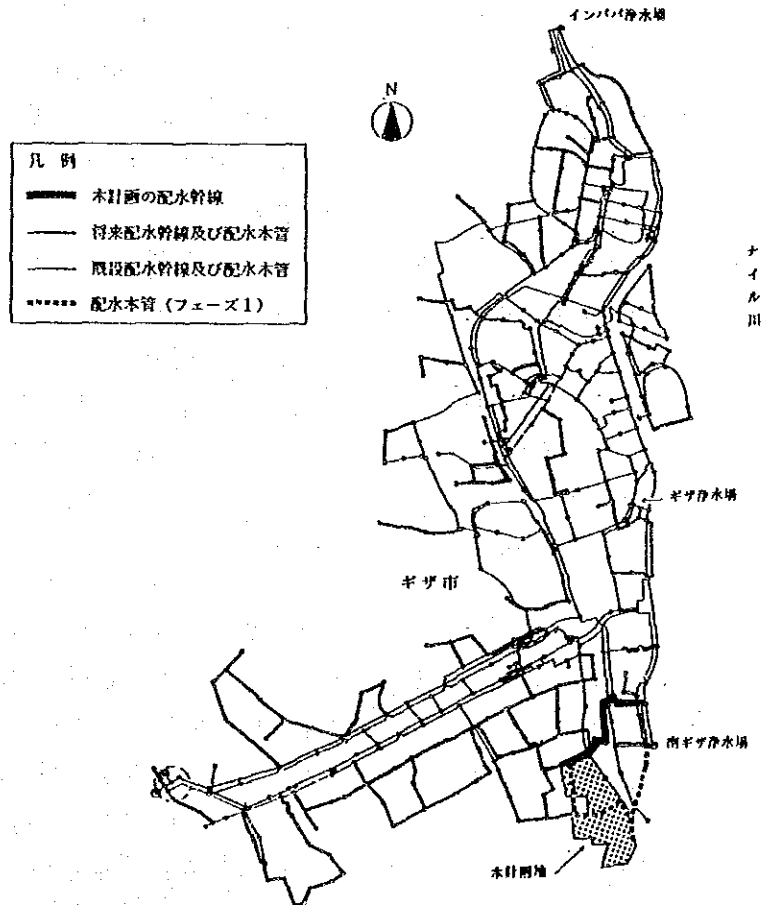 インババ浄水場
N
凡例
本計画の配水幹線
将来配水幹線及び配水本管
既設配水幹線及び配水本管
配水本管（フェーズ1）
ナイル川
ギザ浄水場
ギザ市
南ギザ浄水場
本計画地